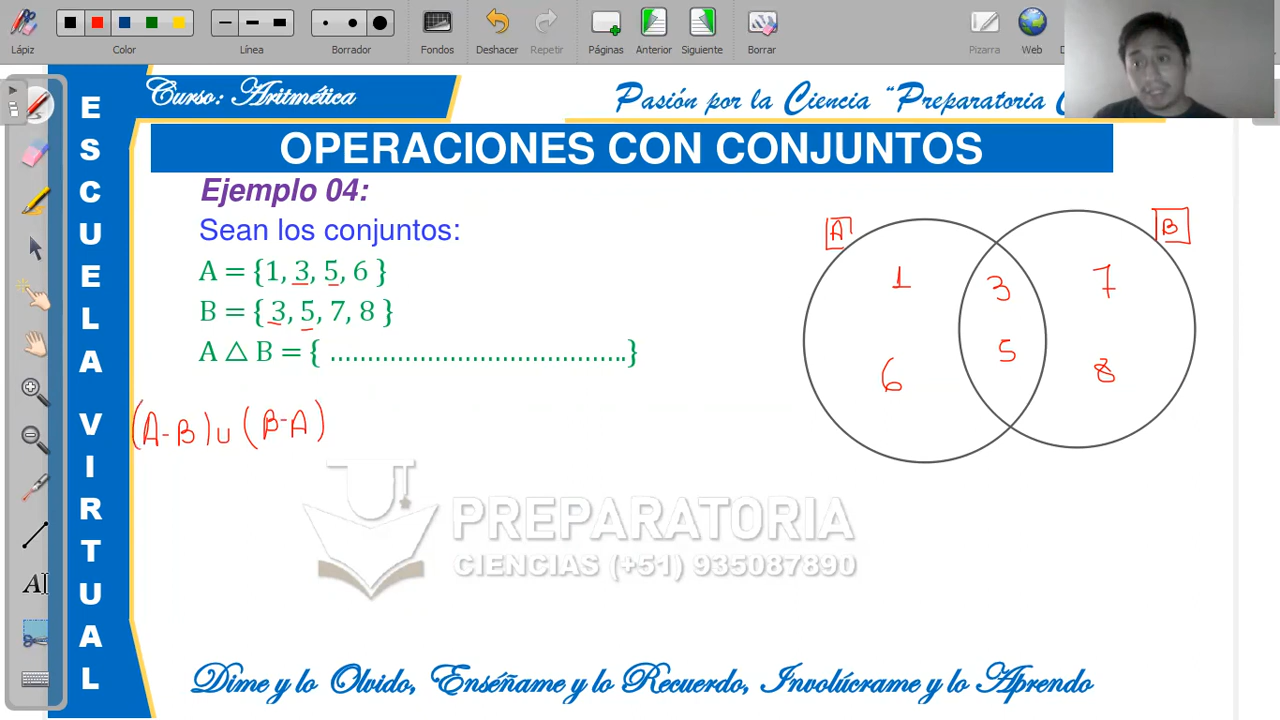 Lápiz
Color
Línea
Borrador
Fondos
Deshacer
Repetir
Páginas
Anterior
Siguiente
Borrar
Pizarra
Web
Curso: Aritmética
Pasión por la Ciencia “Preparatoria
OPERACIONES CON CONJUNTOS
ESCUELA VIRTUAL
Ejemplo 04:
Sean los conjuntos:
A = {1, 3, 5, 6 }
B = { 3, 5, 7, 8 }
A △ B = { ........................................}
(A-B) ∪ (B-A)
A
B
1 3 7
5
6 8
PREPARATORIA
CIENCIAS (+51) 935087890
Dime y lo Olvido, Enséñame y lo Recuerdo, Involúcrame y lo Aprendo
AI